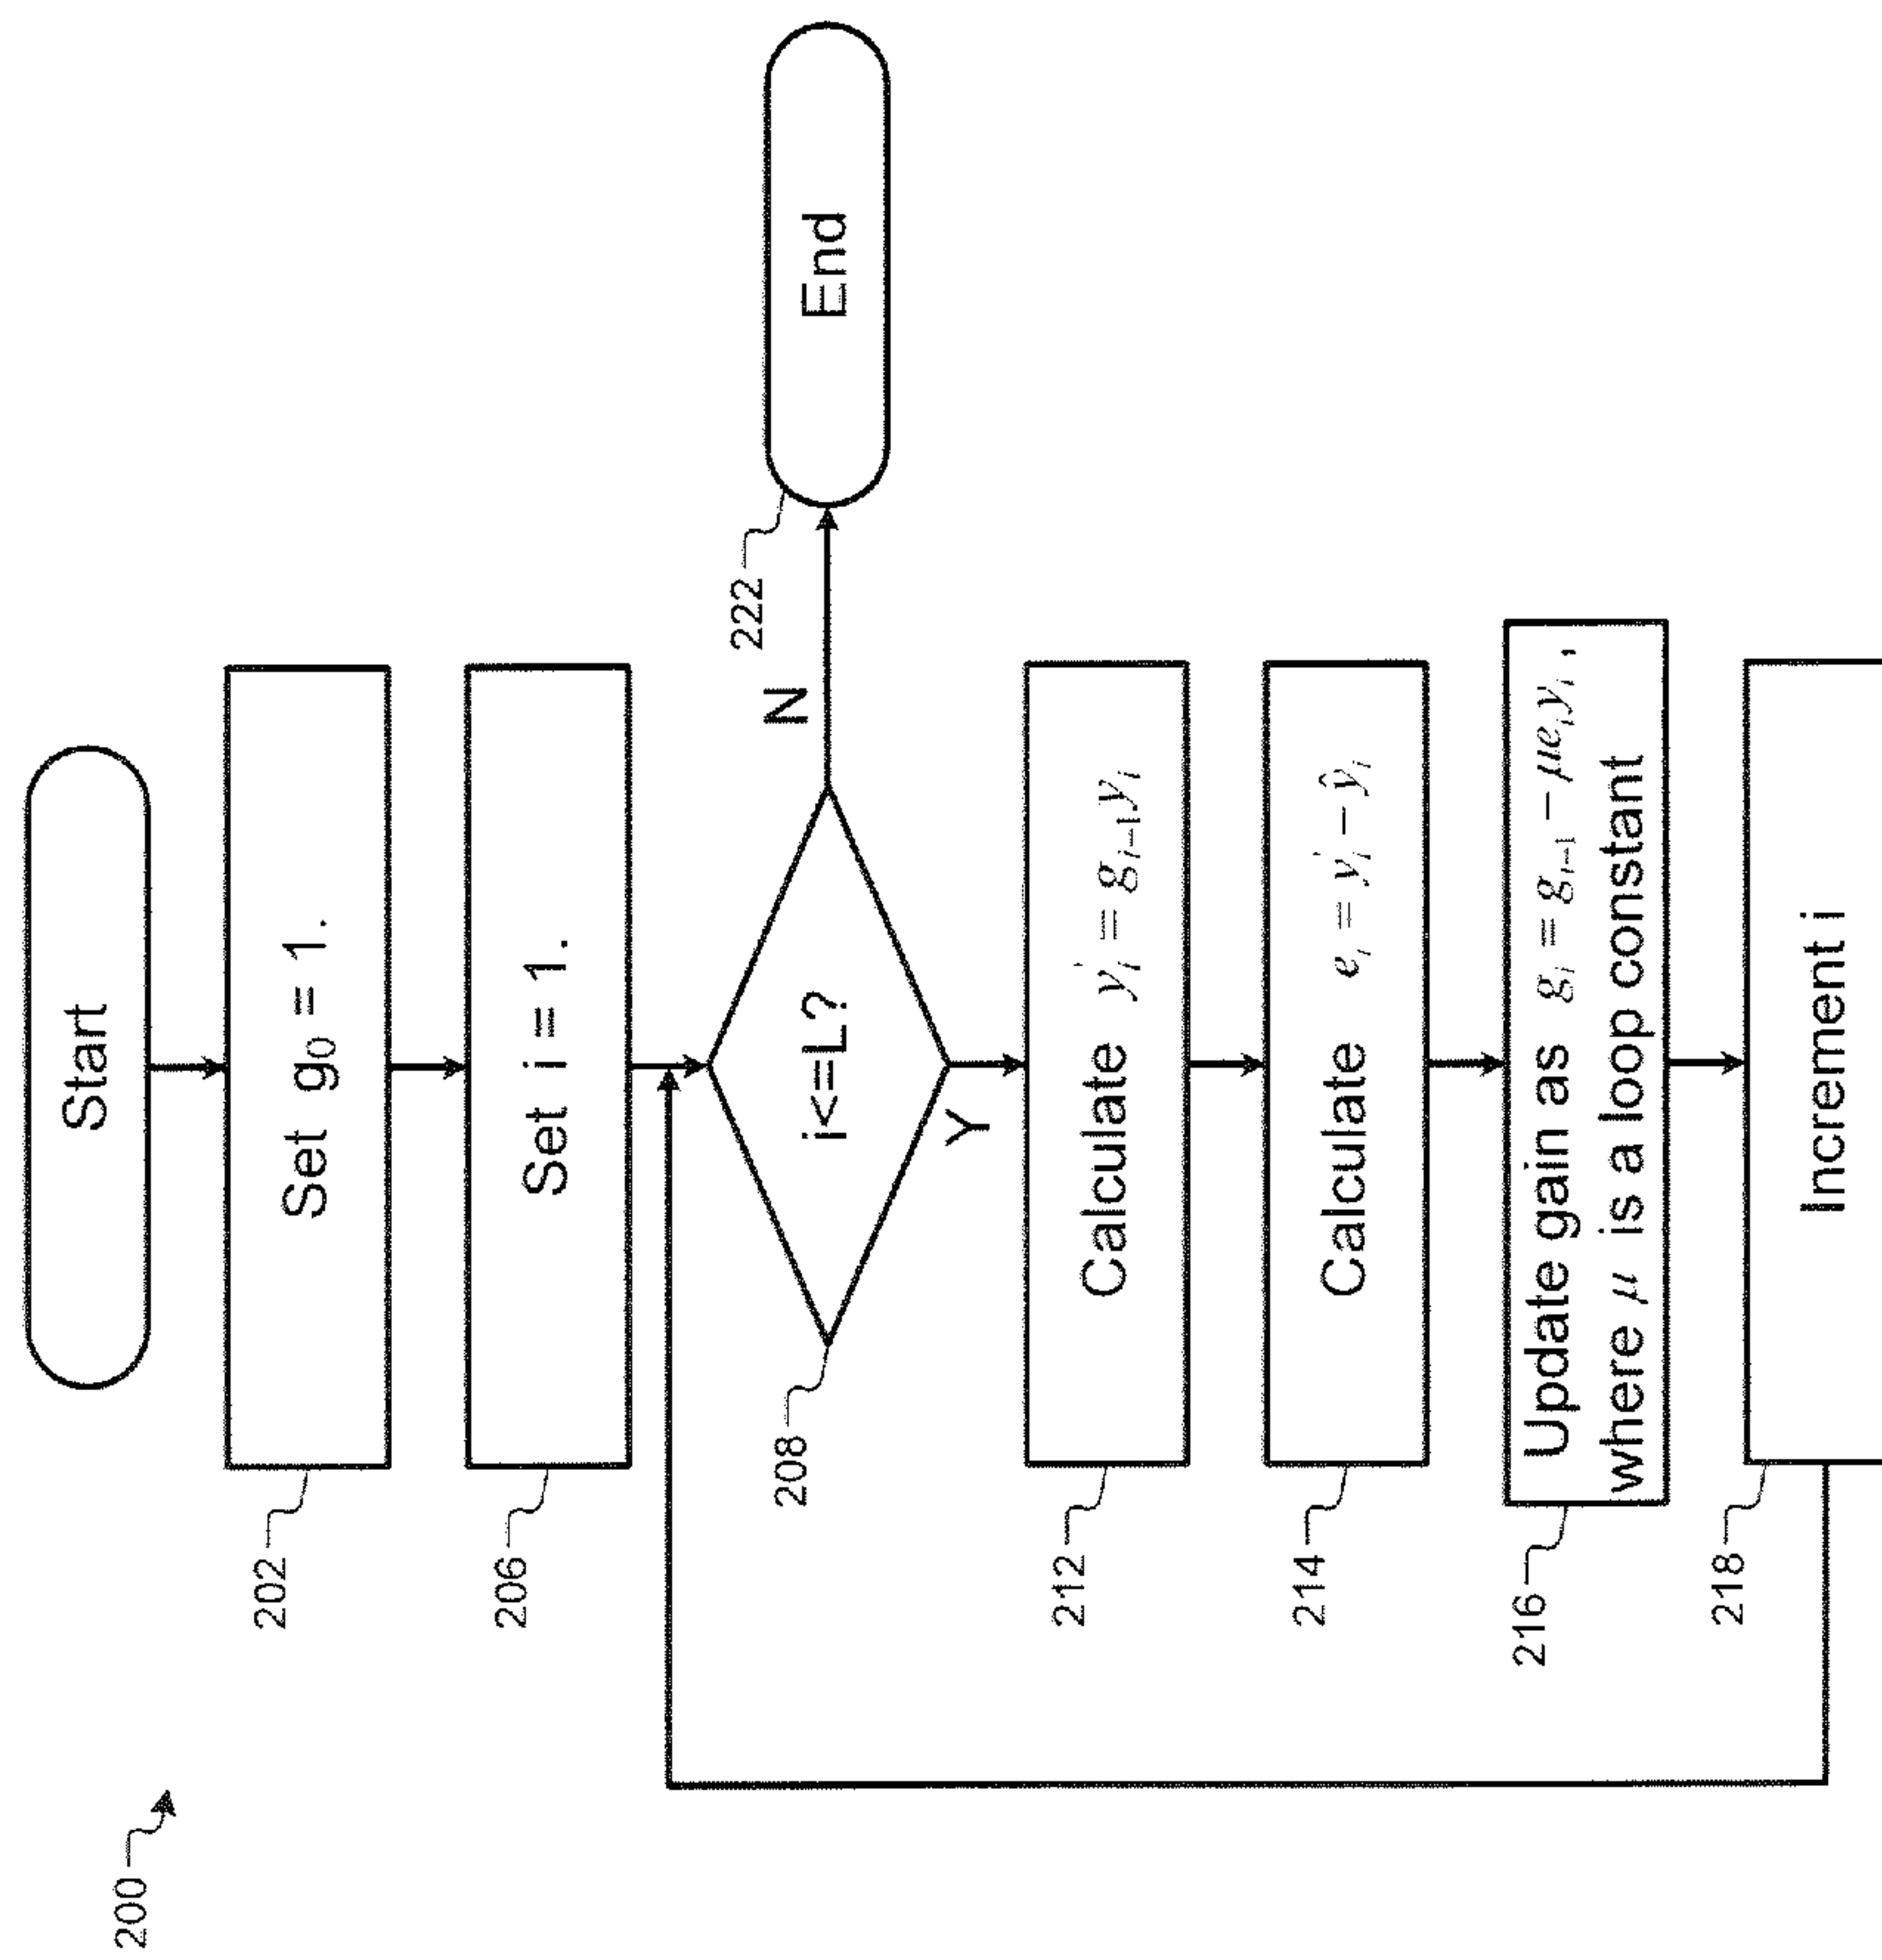 200
Start
202
Set g₀ = 1.
206
Set i = 1.
208
i<=L?
N
222
End
Y
212
Calculate y'ᵢ = gᵢ₋₁yᵢ
214
Calculate eᵢ = y'ᵢ − ŷᵢ
216
Update gain as gᵢ = gᵢ₋₁ − μeᵢy'ᵢ,
where μ is a loop constant
218
Increment i